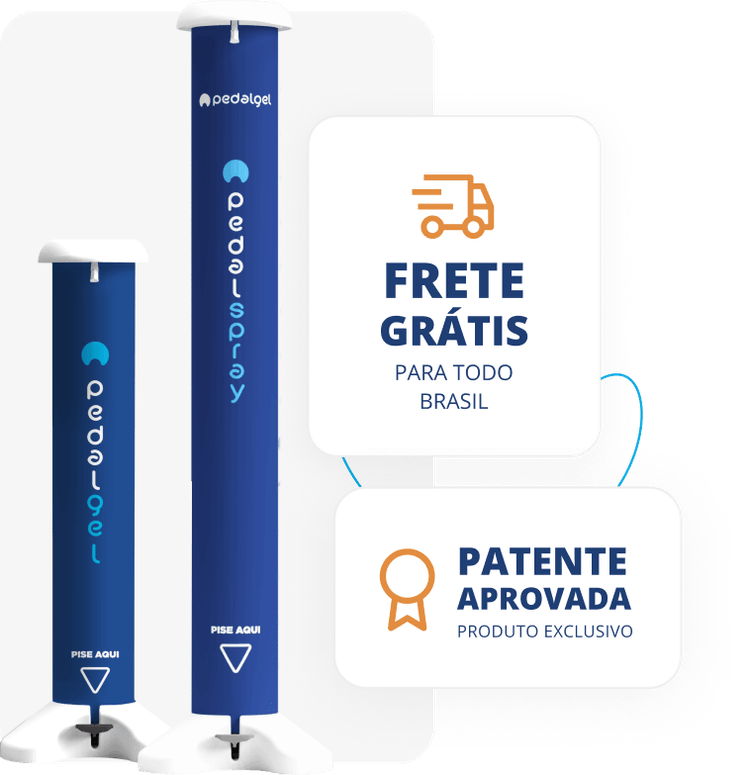 pedalgel
pedalspray
PISE AQUI
pedalgel
PISE AQUI
FRETE
GRÁTIS
PARA TODO
BRASIL
PATENTE
APROVADA
PRODUTO EXCLUSIVO